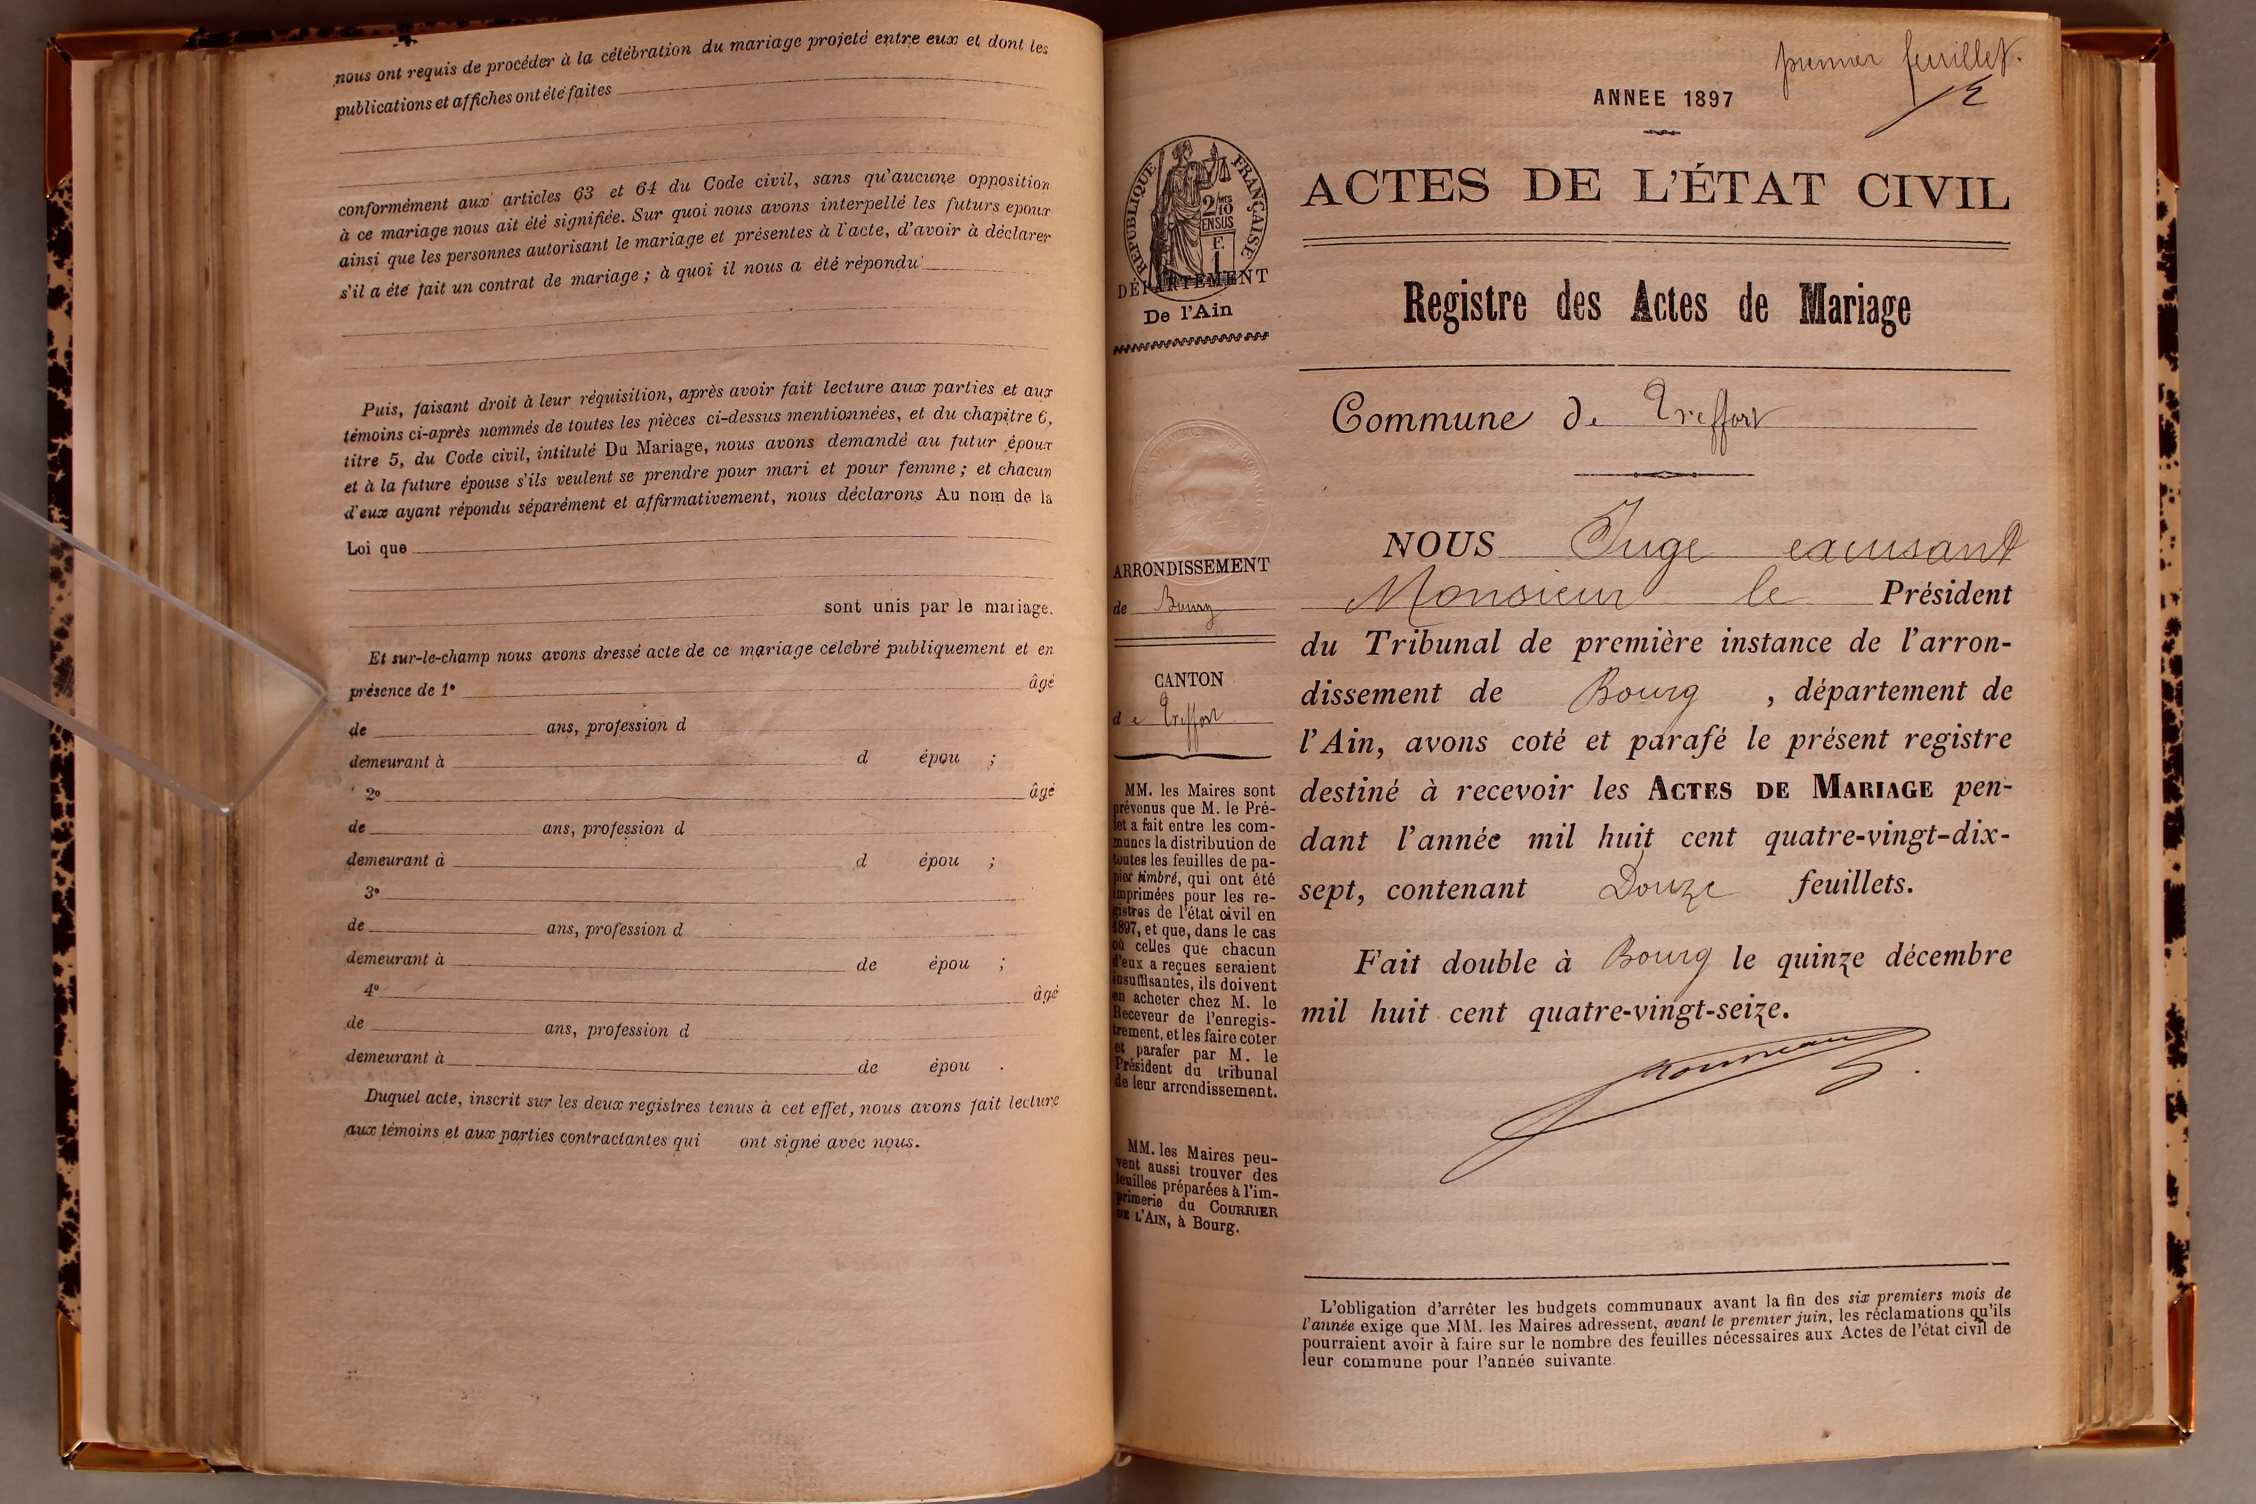 nous ont requis de procéder à la célébration du mariage projeté entre eux et dont les
publications et affiches ont été faites
conformément aux articles 63 et 64 du Code civil, sans qu'aucune opposition
à ce mariage nous ait été signifiée. Sur quoi nous avons interpellé les futurs epoux
ainsi que les personnes autorisant le mariage et présentes à l'acte, d'avoir à déclarer
s'il a été fait un contrat de mariage ; à quoi il nous a été répondu
Puis, faisant droit à leur réquisition, après avoir fait lecture aux parties et aux
témoins ci-après nommés de toutes les pièces ci-dessus mentionnées, et du chapitre 6,
titre 5, du Code civil, intitulé Du Mariage, nous avons demandé au futur époux
et à la future épouse s'ils veulent se prendre pour mari et pour femme ; et chacun
d'eux ayant répondu séparément et affirmativement, nous déclarons Au nom de la
Loi que
sont unis par le mariage.
Et sur-le-champ nous avons dressé acte de ce mariage célébré publiquement et en
présence de 1° âgé
de ans, profession d
demeurant à d épou ;
2° âgé
de ans, profession d
demeurant à d épou ;
3°
de ans, profession d
demeurant à de épou ;
4° âgé
de ans, profession d
demeurant à de épou .
Duquel acte, inscrit sur les deux registres tenus à cet effet, nous avons fait lecture
aux témoins et aux parties contractantes qui ont signé avec nous.
premier feuillet.
ANNEE 1897
RÉPUBLIQUE FRANÇAISE
2/10 EN SUS
F. 1
DÉPARTEMENT
De l'Ain
ARRONDISSEMENT
de Bourg
CANTON
de Treffort
MM. les Maires sont
prévenus que M. le Pré-
fet a fait entre les com-
munes la distribution de
toutes les feuilles de pa-
pier timbré, qui ont été
imprimées pour les re-
gistres de l'état civil en
1897, et que, dans le cas
où celles que chacun
d'eux a reçues seraient
insuffisantes, ils doivent
en acheter chez M. le
Receveur de l'enregis-
trement, et les faire coter
et parafer par M. le
Président du tribunal
de leur arrondissement.
MM. les Maires peu-
vent aussi trouver des
feuilles préparées à l'im-
primerie du COURRIER
DE L'AIN, à Bourg.
ACTES DE L'ÉTAT CIVIL
Registre des Actes de Mariage
Commune de Treffort
NOUS Juge excusant
Monsieur le Président
du Tribunal de première instance de l'arron-
dissement de Bourg , département de
l'Ain, avons coté et parafé le présent registre
destiné à recevoir les ACTES DE MARIAGE pen-
dant l'année mil huit cent quatre-vingt-dix-
sept, contenant Douze feuillets.
Fait double à Bourg le quinze décembre
mil huit cent quatre-vingt-seize.
L'obligation d'arrêter les budgets communaux avant la fin des six premiers mois de
l'année exige que MM. les Maires adressent, avant le premier juin, les réclamations qu'ils
pourraient avoir à faire sur le nombre des feuilles nécessaires aux Actes de l'état civil de
leur commune pour l'année suivante